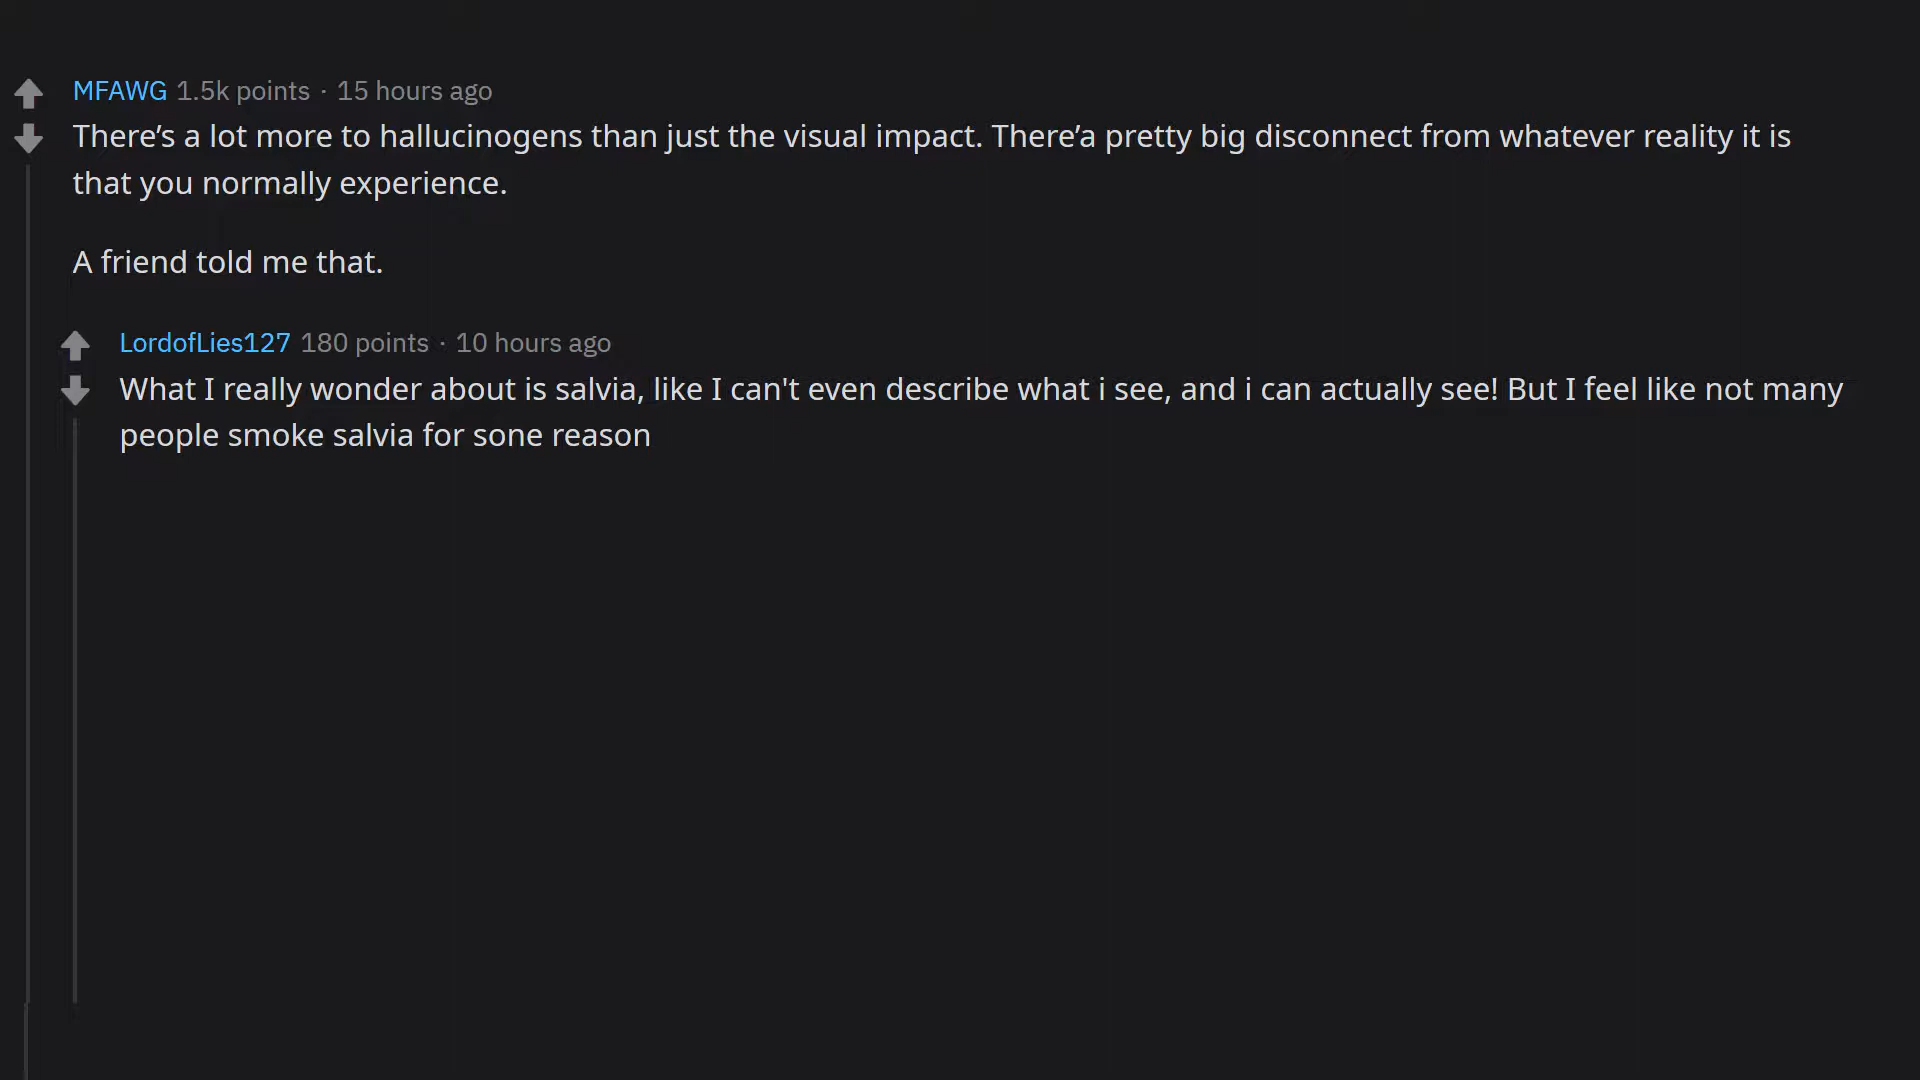 MFAWG 1.5k points · 15 hours ago
There’s a lot more to hallucinogens than just the visual impact. There’a pretty big disconnect from whatever reality it is
that you normally experience.
A friend told me that.
LordofLies127 180 points · 10 hours ago
What I really wonder about is salvia, like I can't even describe what i see, and i can actually see! But I feel like not many
people smoke salvia for sone reason